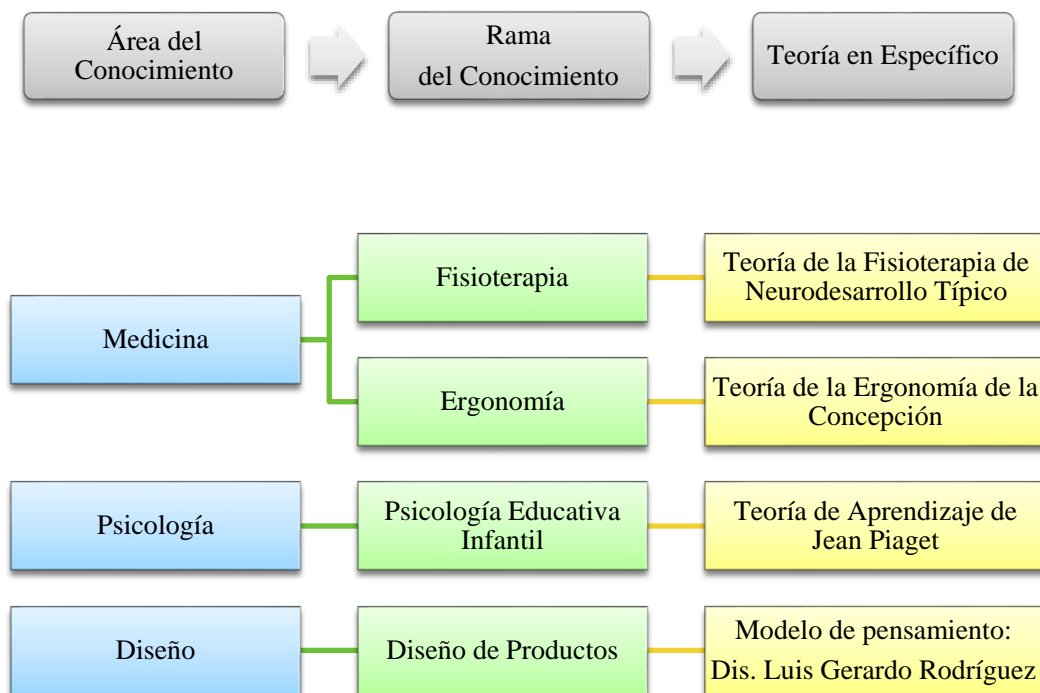 Área del
Conocimiento
Rama
del Conocimiento
Teoría en Específico
Medicina
Fisioterapia
Teoría de la Fisioterapia de
Neurodesarrollo Típico
Ergonomía
Teoría de la Ergonomía de la
Concepción
Psicología
Psicología Educativa
Infantil
Teoría de Aprendizaje de
Jean Piaget
Diseño
Diseño de Productos
Modelo de pensamiento:
Dis. Luis Gerardo Rodríguez